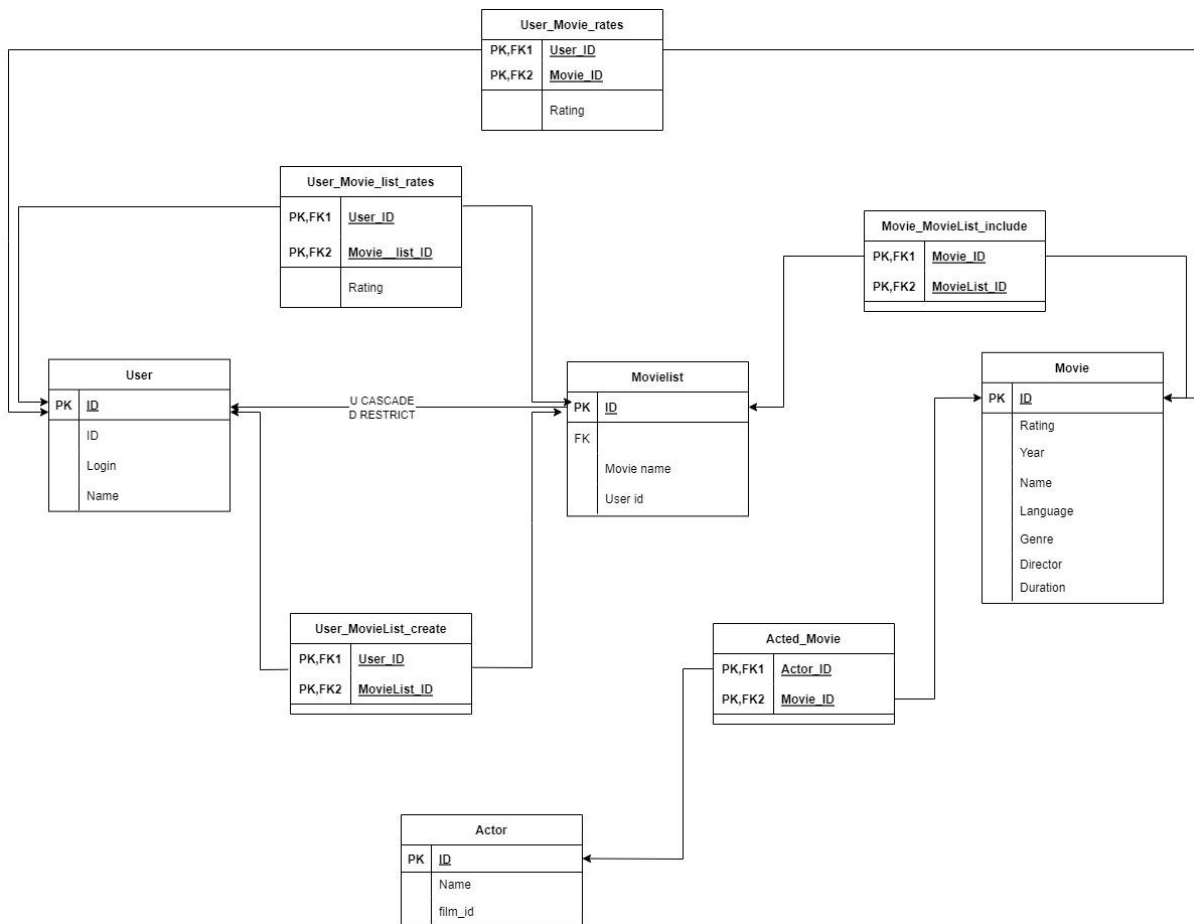 User_Movie_rates
PK,FK1 User_ID
PK,FK2 Movie_ID
Rating
User_Movie_list_rates
PK,FK1 User_ID
PK,FK2 Movie__list_ID
Rating
Movie_MovieList_include
PK,FK1 Movie_ID
PK,FK2 MovieList_ID
User
PK ID
ID
Login
Name
U CASCADE
D RESTRICT
Movielist
PK ID
FK
Movie name
User id
Movie
PK ID
Rating
Year
Name
Language
Genre
Director
Duration
User_MovieList_create
PK,FK1 User_ID
PK,FK2 MovieList_ID
Acted_Movie
PK,FK1 Actor_ID
PK,FK2 Movie_ID
Actor
PK ID
Name
film_id